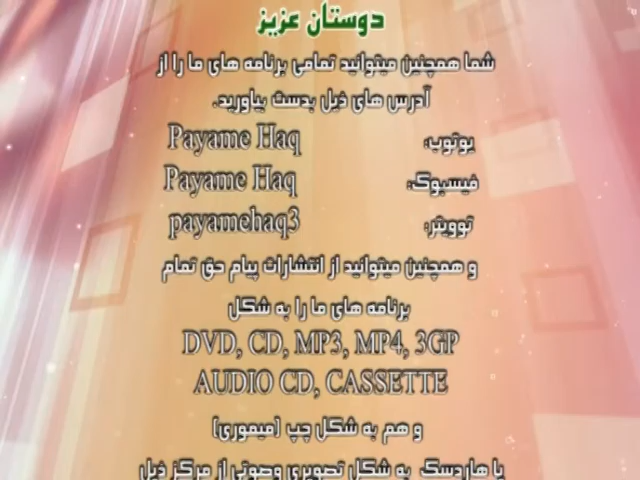 دوستان عزیز
شما همچنین میتوانید تمامی برنامه های ما را از
آدرس های ذیل بدست بیاورید.
یوتوب: Payame Haq
فیسبوک: Payame Haq
توویتر: payamehaq3
و همچنین میتوانید از انتشارات پیام حق تمام
برنامه های ما را به شکل
DVD, CD, MP3, MP4, 3GP
AUDIO CD, CASSETTE
و هم به شکل چپ (میموری)
یا هاردسک به شکل تصویری وصوتی از مرکز ذیل